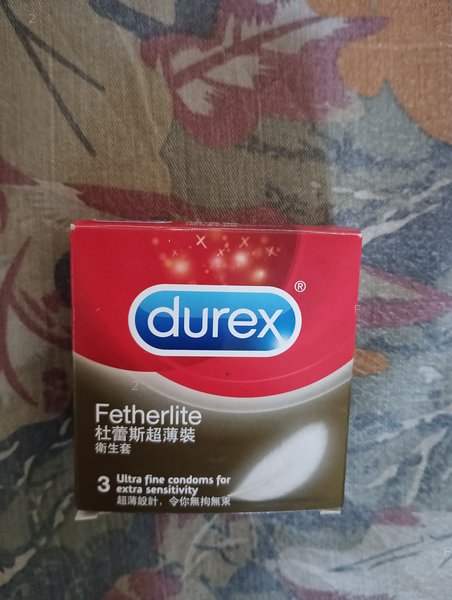 durex®
Fetherlite
杜蕾斯超薄裝
衛生套
3 Ultra fine condoms for
extra sensitivity
超薄設計，令你無拘無束